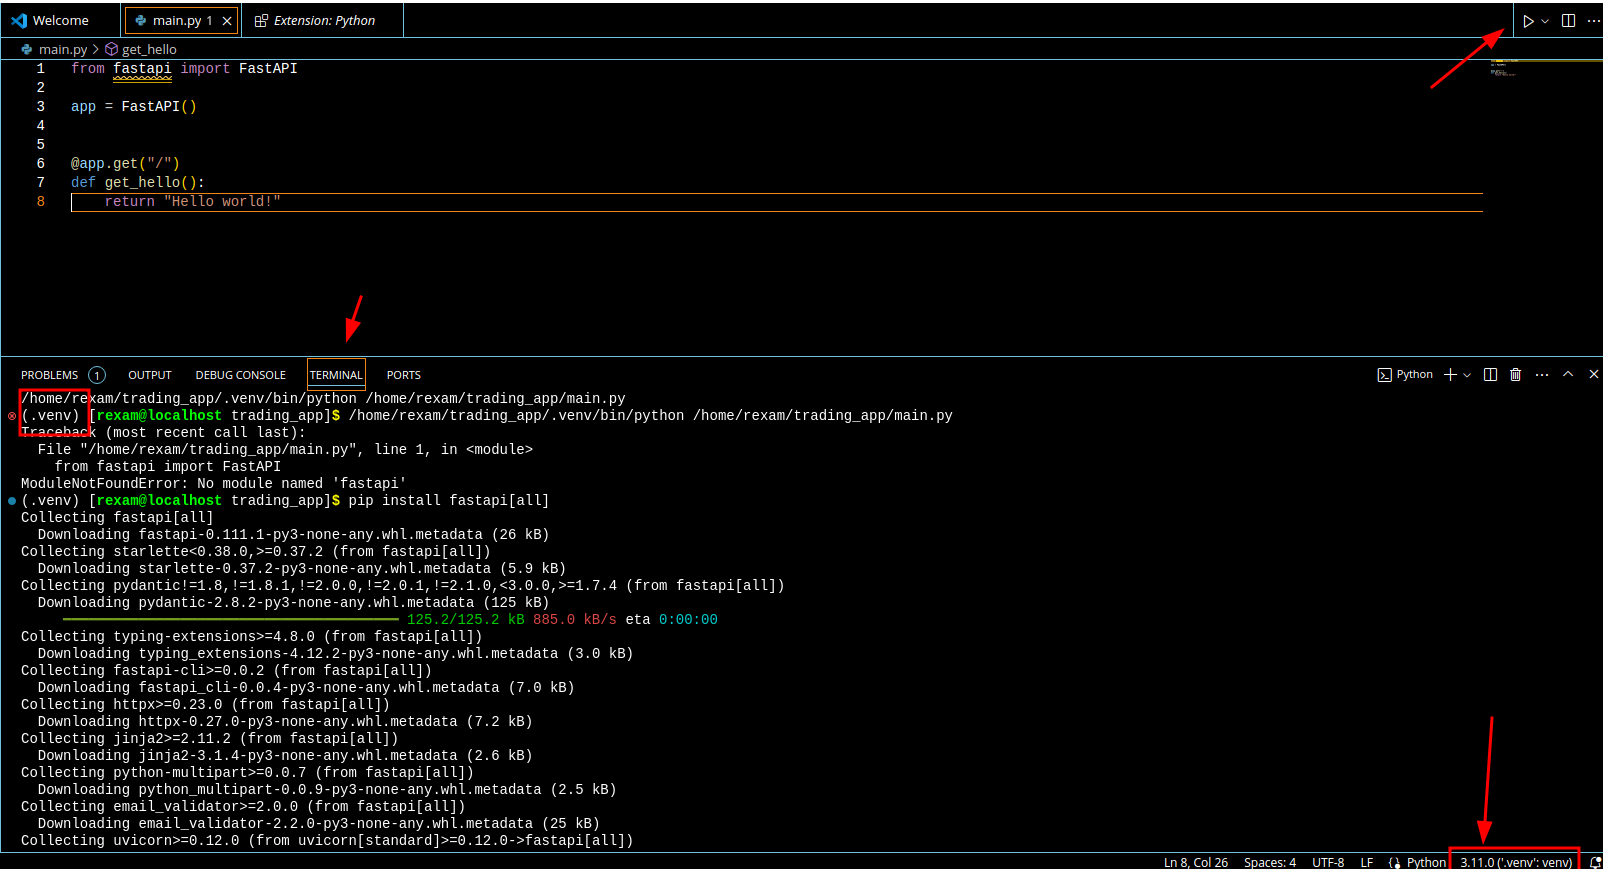 Welcome
main.py 1
Extension: Python
main.py > get_hello
1 from fastapi import FastAPI
2
3 app = FastAPI()
4
5
6 @app.get("/")
7 def get_hello():
8     return "Hello world!"
PROBLEMS 1 OUTPUT DEBUG CONSOLE TERMINAL PORTS
Python
/home/rexam/trading_app/.venv/bin/python /home/rexam/trading_app/main.py
(.venv) [rexam@localhost trading_app]$ /home/rexam/trading_app/.venv/bin/python /home/rexam/trading_app/main.py
Traceback (most recent call last):
  File "/home/rexam/trading_app/main.py", line 1, in <module>
    from fastapi import FastAPI
ModuleNotFoundError: No module named 'fastapi'
(.venv) [rexam@localhost trading_app]$ pip install fastapi[all]
Collecting fastapi[all]
  Downloading fastapi-0.111.1-py3-none-any.whl.metadata (26 kB)
Collecting starlette<0.38.0,>=0.37.2 (from fastapi[all])
  Downloading starlette-0.37.2-py3-none-any.whl.metadata (5.9 kB)
Collecting pydantic!=1.8,!=1.8.1,!=2.0.0,!=2.0.1,!=2.1.0,<3.0.0,>=1.7.4 (from fastapi[all])
  Downloading pydantic-2.8.2-py3-none-any.whl.metadata (125 kB)
125.2/125.2 kB 885.0 kB/s eta 0:00:00
Collecting typing-extensions>=4.8.0 (from fastapi[all])
  Downloading typing_extensions-4.12.2-py3-none-any.whl.metadata (3.0 kB)
Collecting fastapi-cli>=0.0.2 (from fastapi[all])
  Downloading fastapi_cli-0.0.4-py3-none-any.whl.metadata (7.0 kB)
Collecting httpx>=0.23.0 (from fastapi[all])
  Downloading httpx-0.27.0-py3-none-any.whl.metadata (7.2 kB)
Collecting jinja2>=2.11.2 (from fastapi[all])
  Downloading jinja2-3.1.4-py3-none-any.whl.metadata (2.6 kB)
Collecting python-multipart>=0.0.7 (from fastapi[all])
  Downloading python_multipart-0.0.9-py3-none-any.whl.metadata (2.5 kB)
Collecting email_validator>=2.0.0 (from fastapi[all])
  Downloading email_validator-2.2.0-py3-none-any.whl.metadata (25 kB)
Collecting uvicorn>=0.12.0 (from uvicorn[standard]>=0.12.0->fastapi[all])
Ln 8, Col 26 Spaces: 4 UTF-8 LF Python 3.11.0 ('.venv': venv)